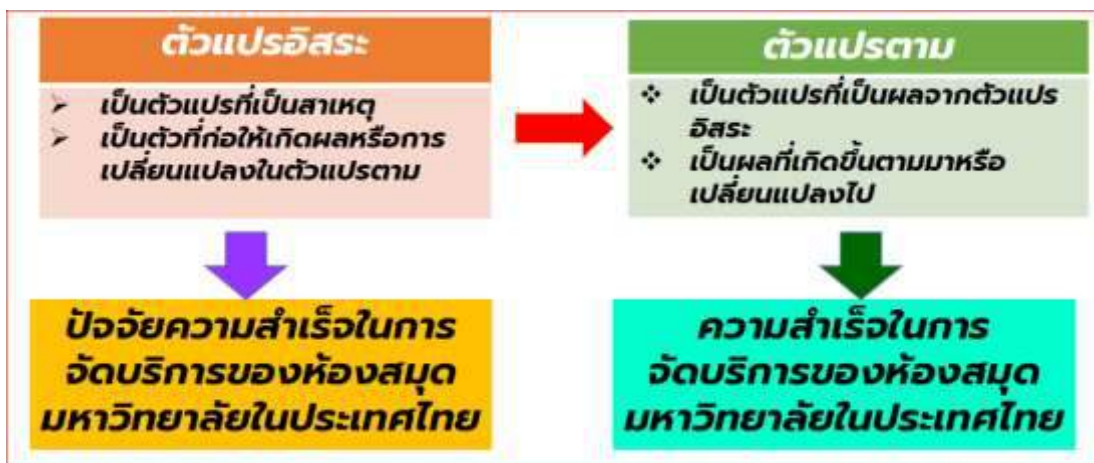 ตัวแปรอิสระ
เป็นตัวแปรที่เป็นสาเหตุ
เป็นตัวที่ก่อให้เกิดผลหรือการ
เปลี่ยนแปลงในตัวแปรตาม
ตัวแปรตาม
เป็นตัวแปรที่เป็นผลจากตัวแปร
อิสระ
เป็นผลที่เกิดขึ้นตามมาหรือ
เปลี่ยนแปลงไป
ปัจจัยความสำเร็จในการ
จัดบริการของห้องสมุด
มหาวิทยาลัยในประเทศไทย
ความสำเร็จในการ
จัดบริการของห้องสมุด
มหาวิทยาลัยในประเทศไทย